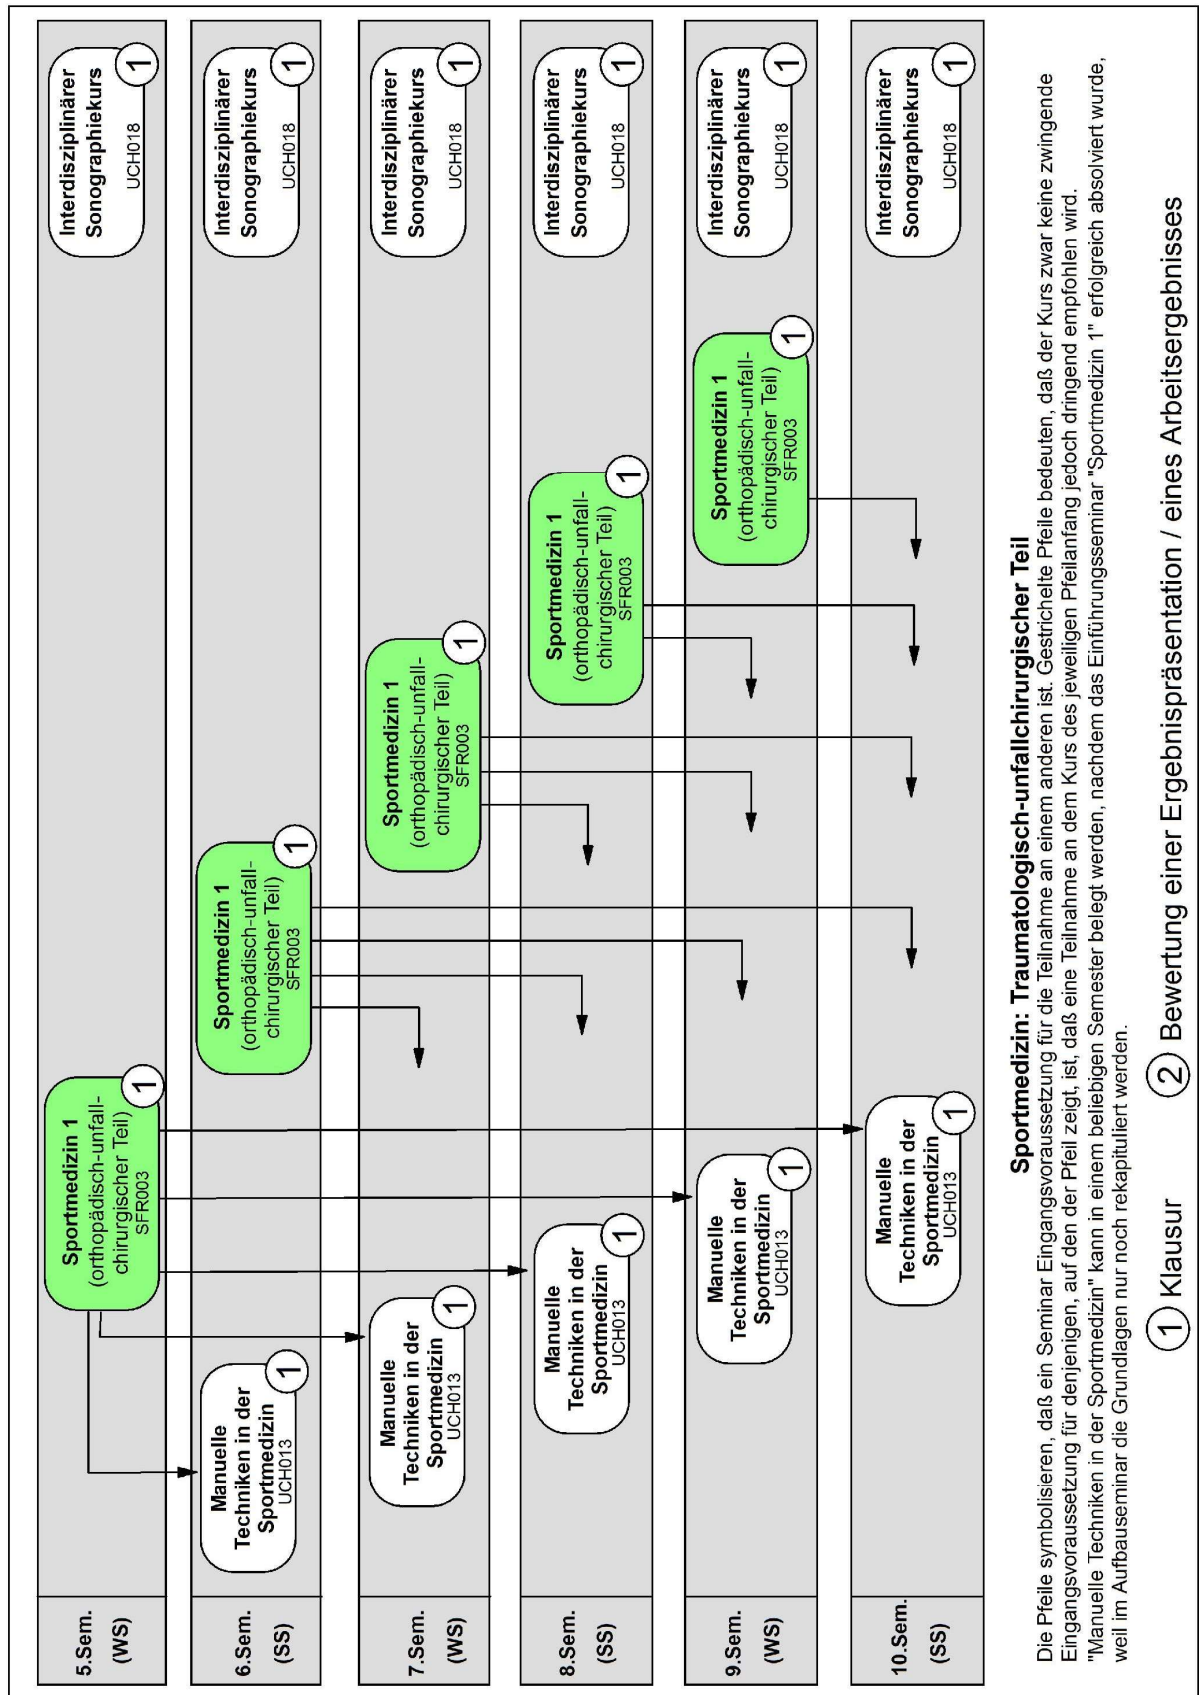 5.Sem.
(WS)
Sportmedizin 1
(orthopädisch-unfall-
chirurgischer Teil)
SFR003
1
Interdisziplinärer
Sonographiekurs
UCH018
1
6.Sem.
(SS)
Manuelle
Techniken in der
Sportmedizin
UCH013
1
Sportmedizin 1
(orthopädisch-unfall-
chirurgischer Teil)
SFR003
1
Interdisziplinärer
Sonographiekurs
UCH018
1
7.Sem.
(WS)
Manuelle
Techniken in der
Sportmedizin
UCH013
1
Sportmedizin 1
(orthopädisch-unfall-
chirurgischer Teil)
SFR003
1
Interdisziplinärer
Sonographiekurs
UCH018
1
8.Sem.
(SS)
Manuelle
Techniken in der
Sportmedizin
UCH013
1
Sportmedizin 1
(orthopädisch-unfall-
chirurgischer Teil)
SFR003
1
Interdisziplinärer
Sonographiekurs
UCH018
1
9.Sem.
(WS)
Manuelle
Techniken in der
Sportmedizin
UCH013
1
Sportmedizin 1
(orthopädisch-unfall-
chirurgischer Teil)
SFR003
1
Interdisziplinärer
Sonographiekurs
UCH018
1
10.Sem.
(SS)
Manuelle
Techniken in der
Sportmedizin
UCH013
1
Interdisziplinärer
Sonographiekurs
UCH018
1
Sportmedizin: Traumatologisch-unfallchirurgischer Teil
Die Pfeile symbolisieren, daß ein Seminar Eingangsvoraussetzung für die Teilnahme an einem anderen ist. Gestrichelte Pfeile bedeuten, daß der Kurs zwar keine zwingende
Eingangsvoraussetzung für denjenigen, auf den der Pfeil zeigt, ist, daß eine Teilnahme an dem Kurs des jeweiligen Pfeilanfang jedoch dringend empfohlen wird.
"Manuelle Techniken in der Sportmedizin" kann in einem beliebigen Semester belegt werden, nachdem das Einführungsseminar "Sportmedizin 1" erfolgreich absolviert wurde,
weil im Aufbauseminar die Grundlagen nur noch rekapituliert werden.
1 Klausur 2 Bewertung einer Ergebnispräsentation / eines Arbeitsergebnisses